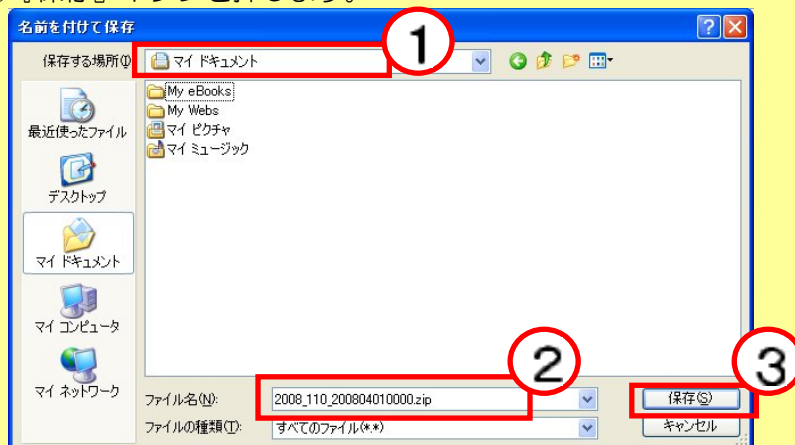 名前を付けて保存
保存する場所(I):
マイ ドキュメント
1
My eBooks
My Webs
マイ ピクチャ
マイ ミュージック
最近使ったファイル
デスクトップ
マイ ドキュメント
マイ コンピュータ
マイ ネットワーク
2
3
ファイル名(N):
2008_110_200804010000.zip
保存(S)
ファイルの種類(T):
すべてのファイル(*.*)
キャンセル